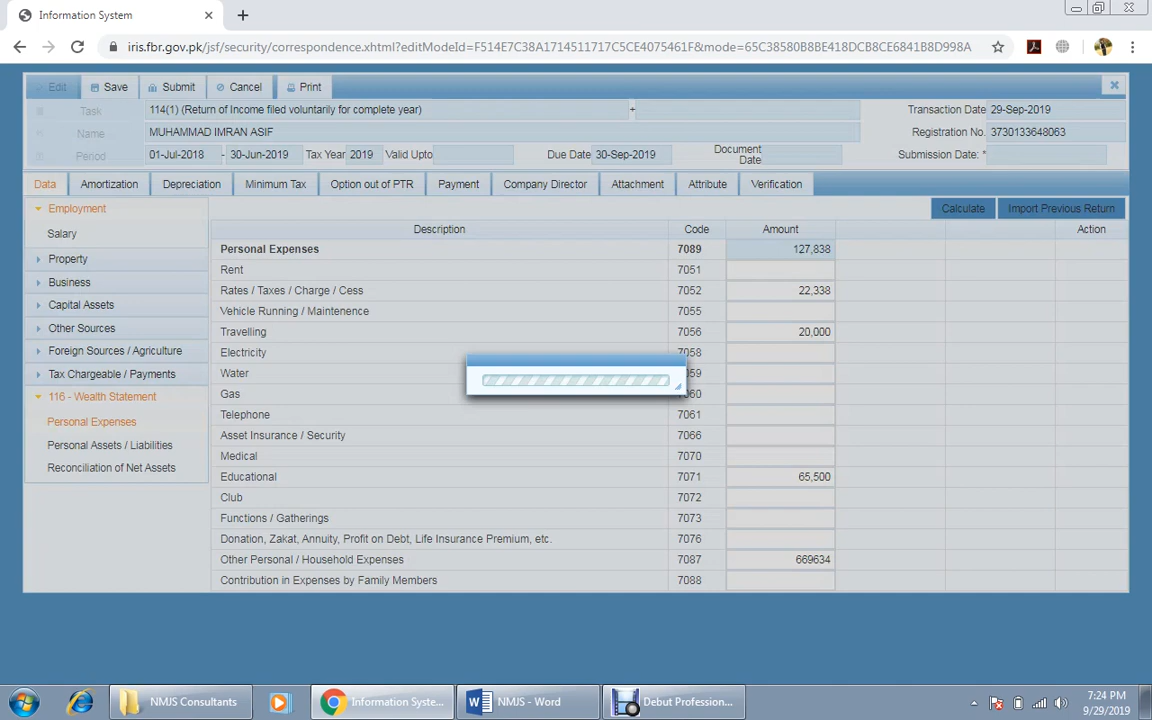 Information System
iris.fbr.gov.pk/jsf/security/correspondence.xhtml?editModeId=F514E7C38A1714511717C5CE4075461F&mode=65C38580B8BE418DCB8CE6841B8D998A
Edit Save Submit Cancel Print
Task 114(1) (Return of Income filed voluntarily for complete year) + Transaction Date 29-Sep-2019
Name MUHAMMAD IMRAN ASIF Registration No. 3730133648063
Period 01-Jul-2018 - 30-Jun-2019 Tax Year 2019 Valid Upto Due Date 30-Sep-2019 Document Date Submission Date: *
Data Amortization Depreciation Minimum Tax Option out of PTR Payment Company Director Attachment Attribute Verification
Employment Calculate Import Previous Return
Salary Description Code Amount Action
Personal Expenses 7089 127,838
Property Rent 7051
Business Rates / Taxes / Charge / Cess 7052 22,338
Capital Assets Vehicle Running / Maintenence 7055
Other Sources Travelling 7056 20,000
Foreign Sources / Agriculture Electricity 7058
Tax Chargeable / Payments Water 059
116 - Wealth Statement Gas 060
Personal Expenses Telephone 7061
Personal Assets / Liabilities Asset Insurance / Security 7066
Reconciliation of Net Assets Medical 7070
Educational 7071 65,500
Club 7072
Functions / Gatherings 7073
Donation, Zakat, Annuity, Profit on Debt, Life Insurance Premium, etc. 7076
Other Personal / Household Expenses 7087 669634
Contribution in Expenses by Family Members 7088
NMJS Consultants Information Syste... NMJS - Word Debut Profession... 7:24 PM
9/29/2019